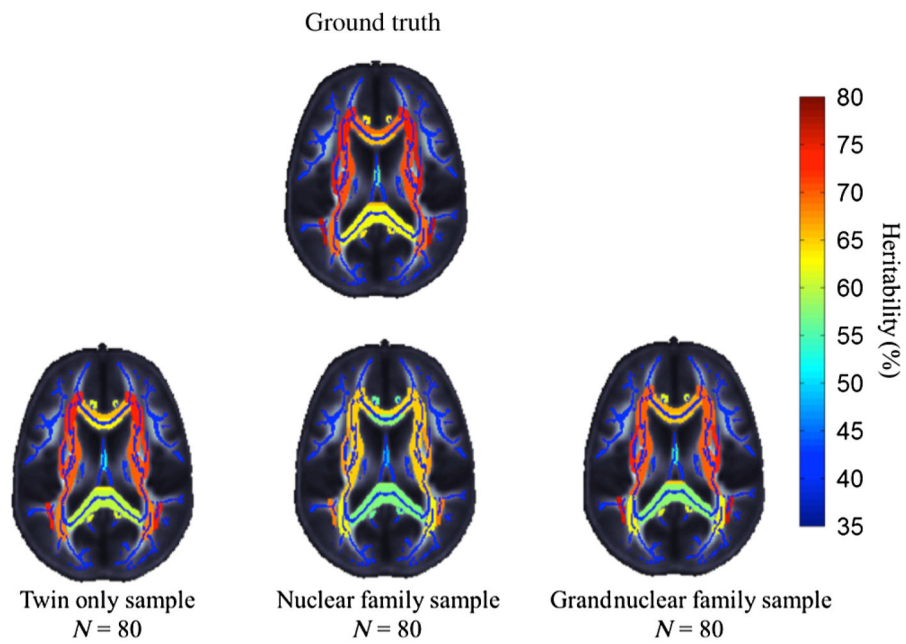 Ground truth
80
75
70
65
60
55
50
45
40
35
Heritability (%)
Twin only sample
N = 80
Nuclear family sample
N = 80
Grandnuclear family sample
N = 80